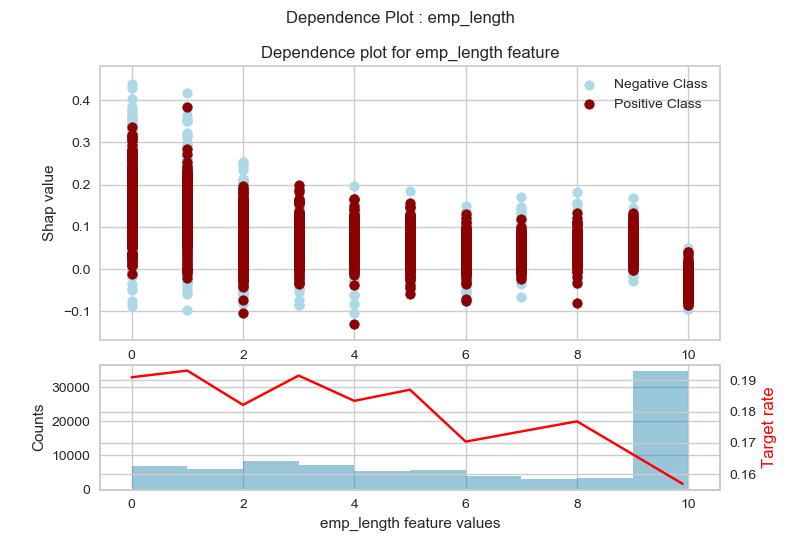 Dependence Plot : emp_length
Dependence plot for emp_length feature
Negative Class
Positive Class
Shap value
0.4
0.3
0.2
0.1
0.0
−0.1
0 2 4 6 8 10
Counts
30000
20000
10000
0
0.19
0.18
0.17
0.16
Target rate
0 2 4 6 8 10
emp_length feature values